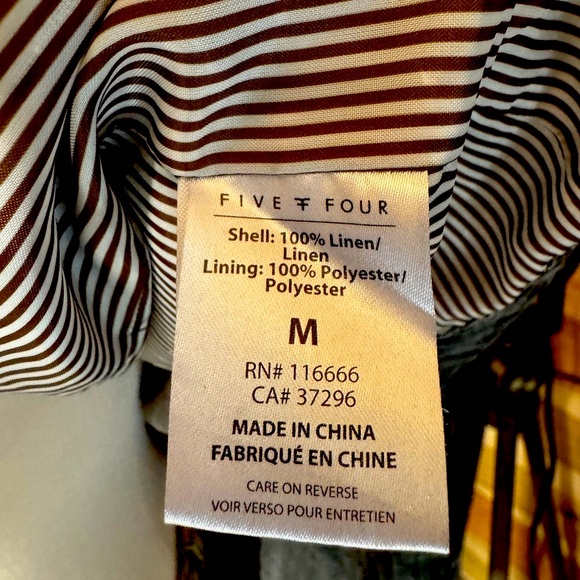 FIVE FOUR
Shell: 100% Linen/
Linen
Lining: 100% Polyester/
Polyester
M
RN# 116666
CA# 37296
MADE IN CHINA
FABRIQUÉ EN CHINE
CARE ON REVERSE
VOIR VERSO POUR ENTRETIEN